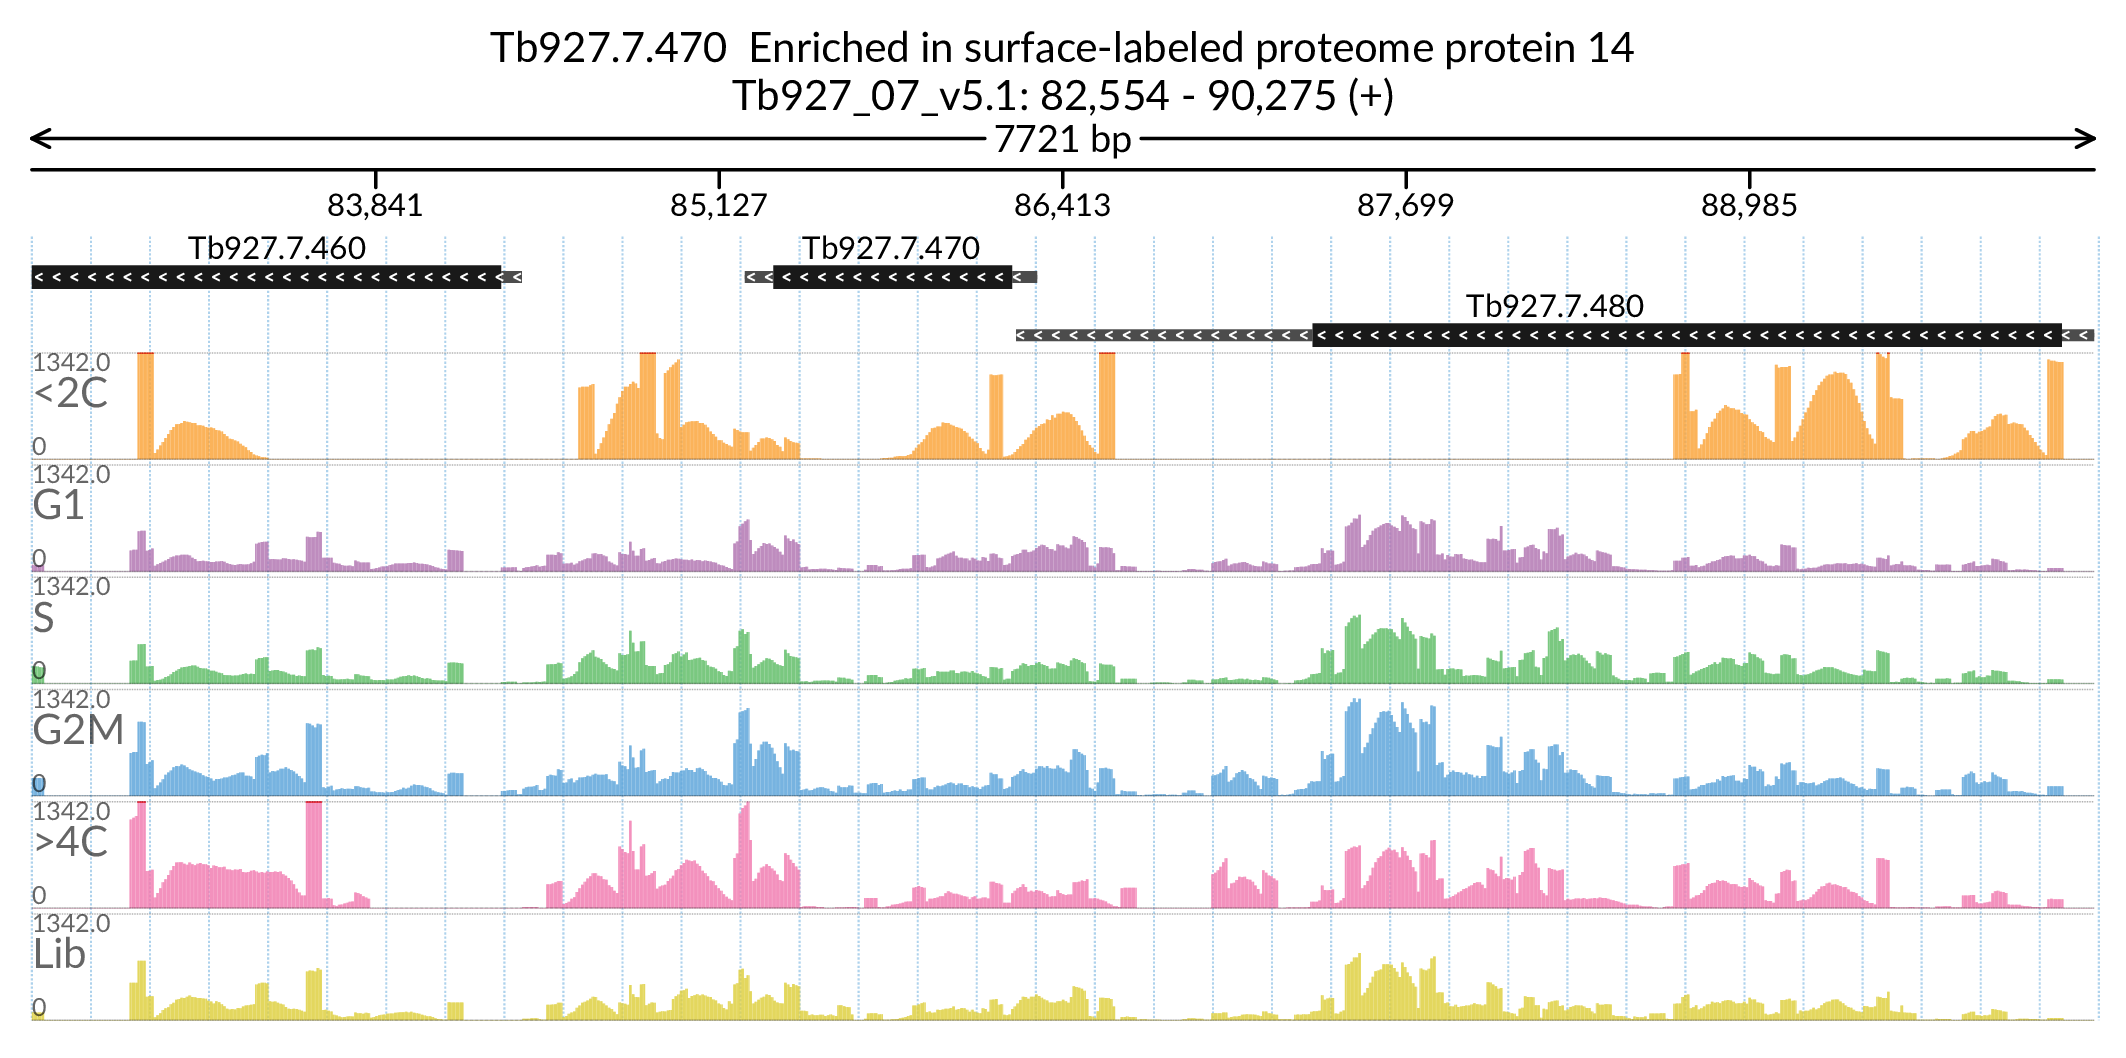 Tb927.7.470  Enriched in surface-labeled proteome protein 14
Tb927_07_v5.1: 82,554 - 90,275 (+)
7721 bp
83,841 85,127 86,413 87,699 88,985
Tb927.7.460 Tb927.7.470
Tb927.7.480
1342.0
<2C
0
1342.0
G1
0
1342.0
S
0
1342.0
G2M
0
1342.0
>4C
0
1342.0
Lib
0